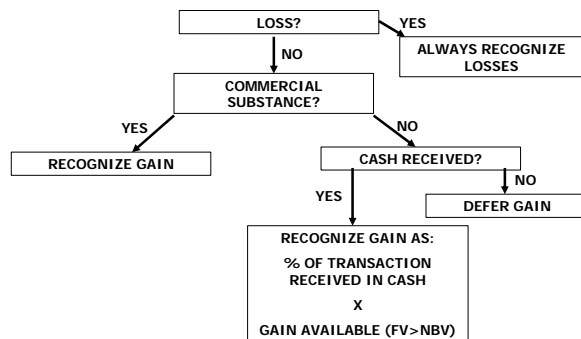 LOSS?
YES
ALWAYS RECOGNIZE
LOSSES
NO
COMMERCIAL
SUBSTANCE?
YES
NO
RECOGNIZE GAIN
CASH RECEIVED?
YES
NO
DEFER GAIN
RECOGNIZE GAIN AS:
% OF TRANSACTION
RECEIVED IN CASH
X
GAIN AVAILABLE (FV>NBV)